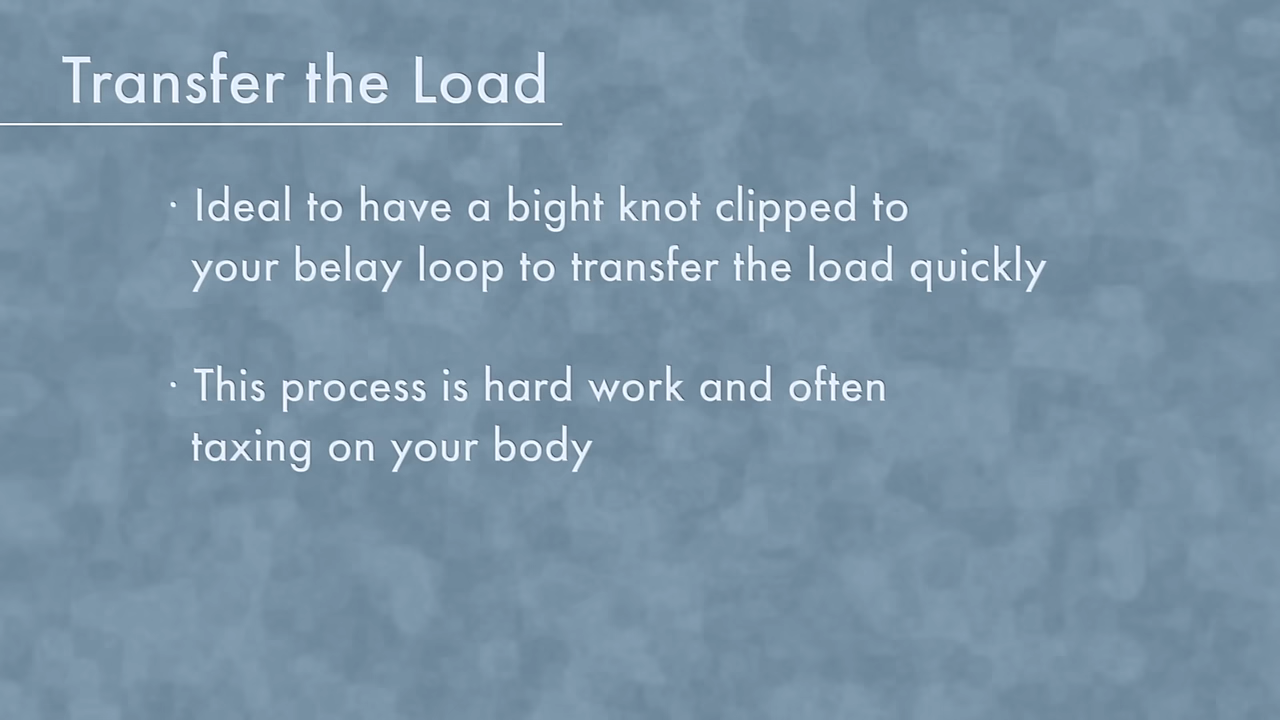 Transfer the Load
· Ideal to have a bight knot clipped to
your belay loop to transfer the load quickly
· This process is hard work and often
taxing on your body